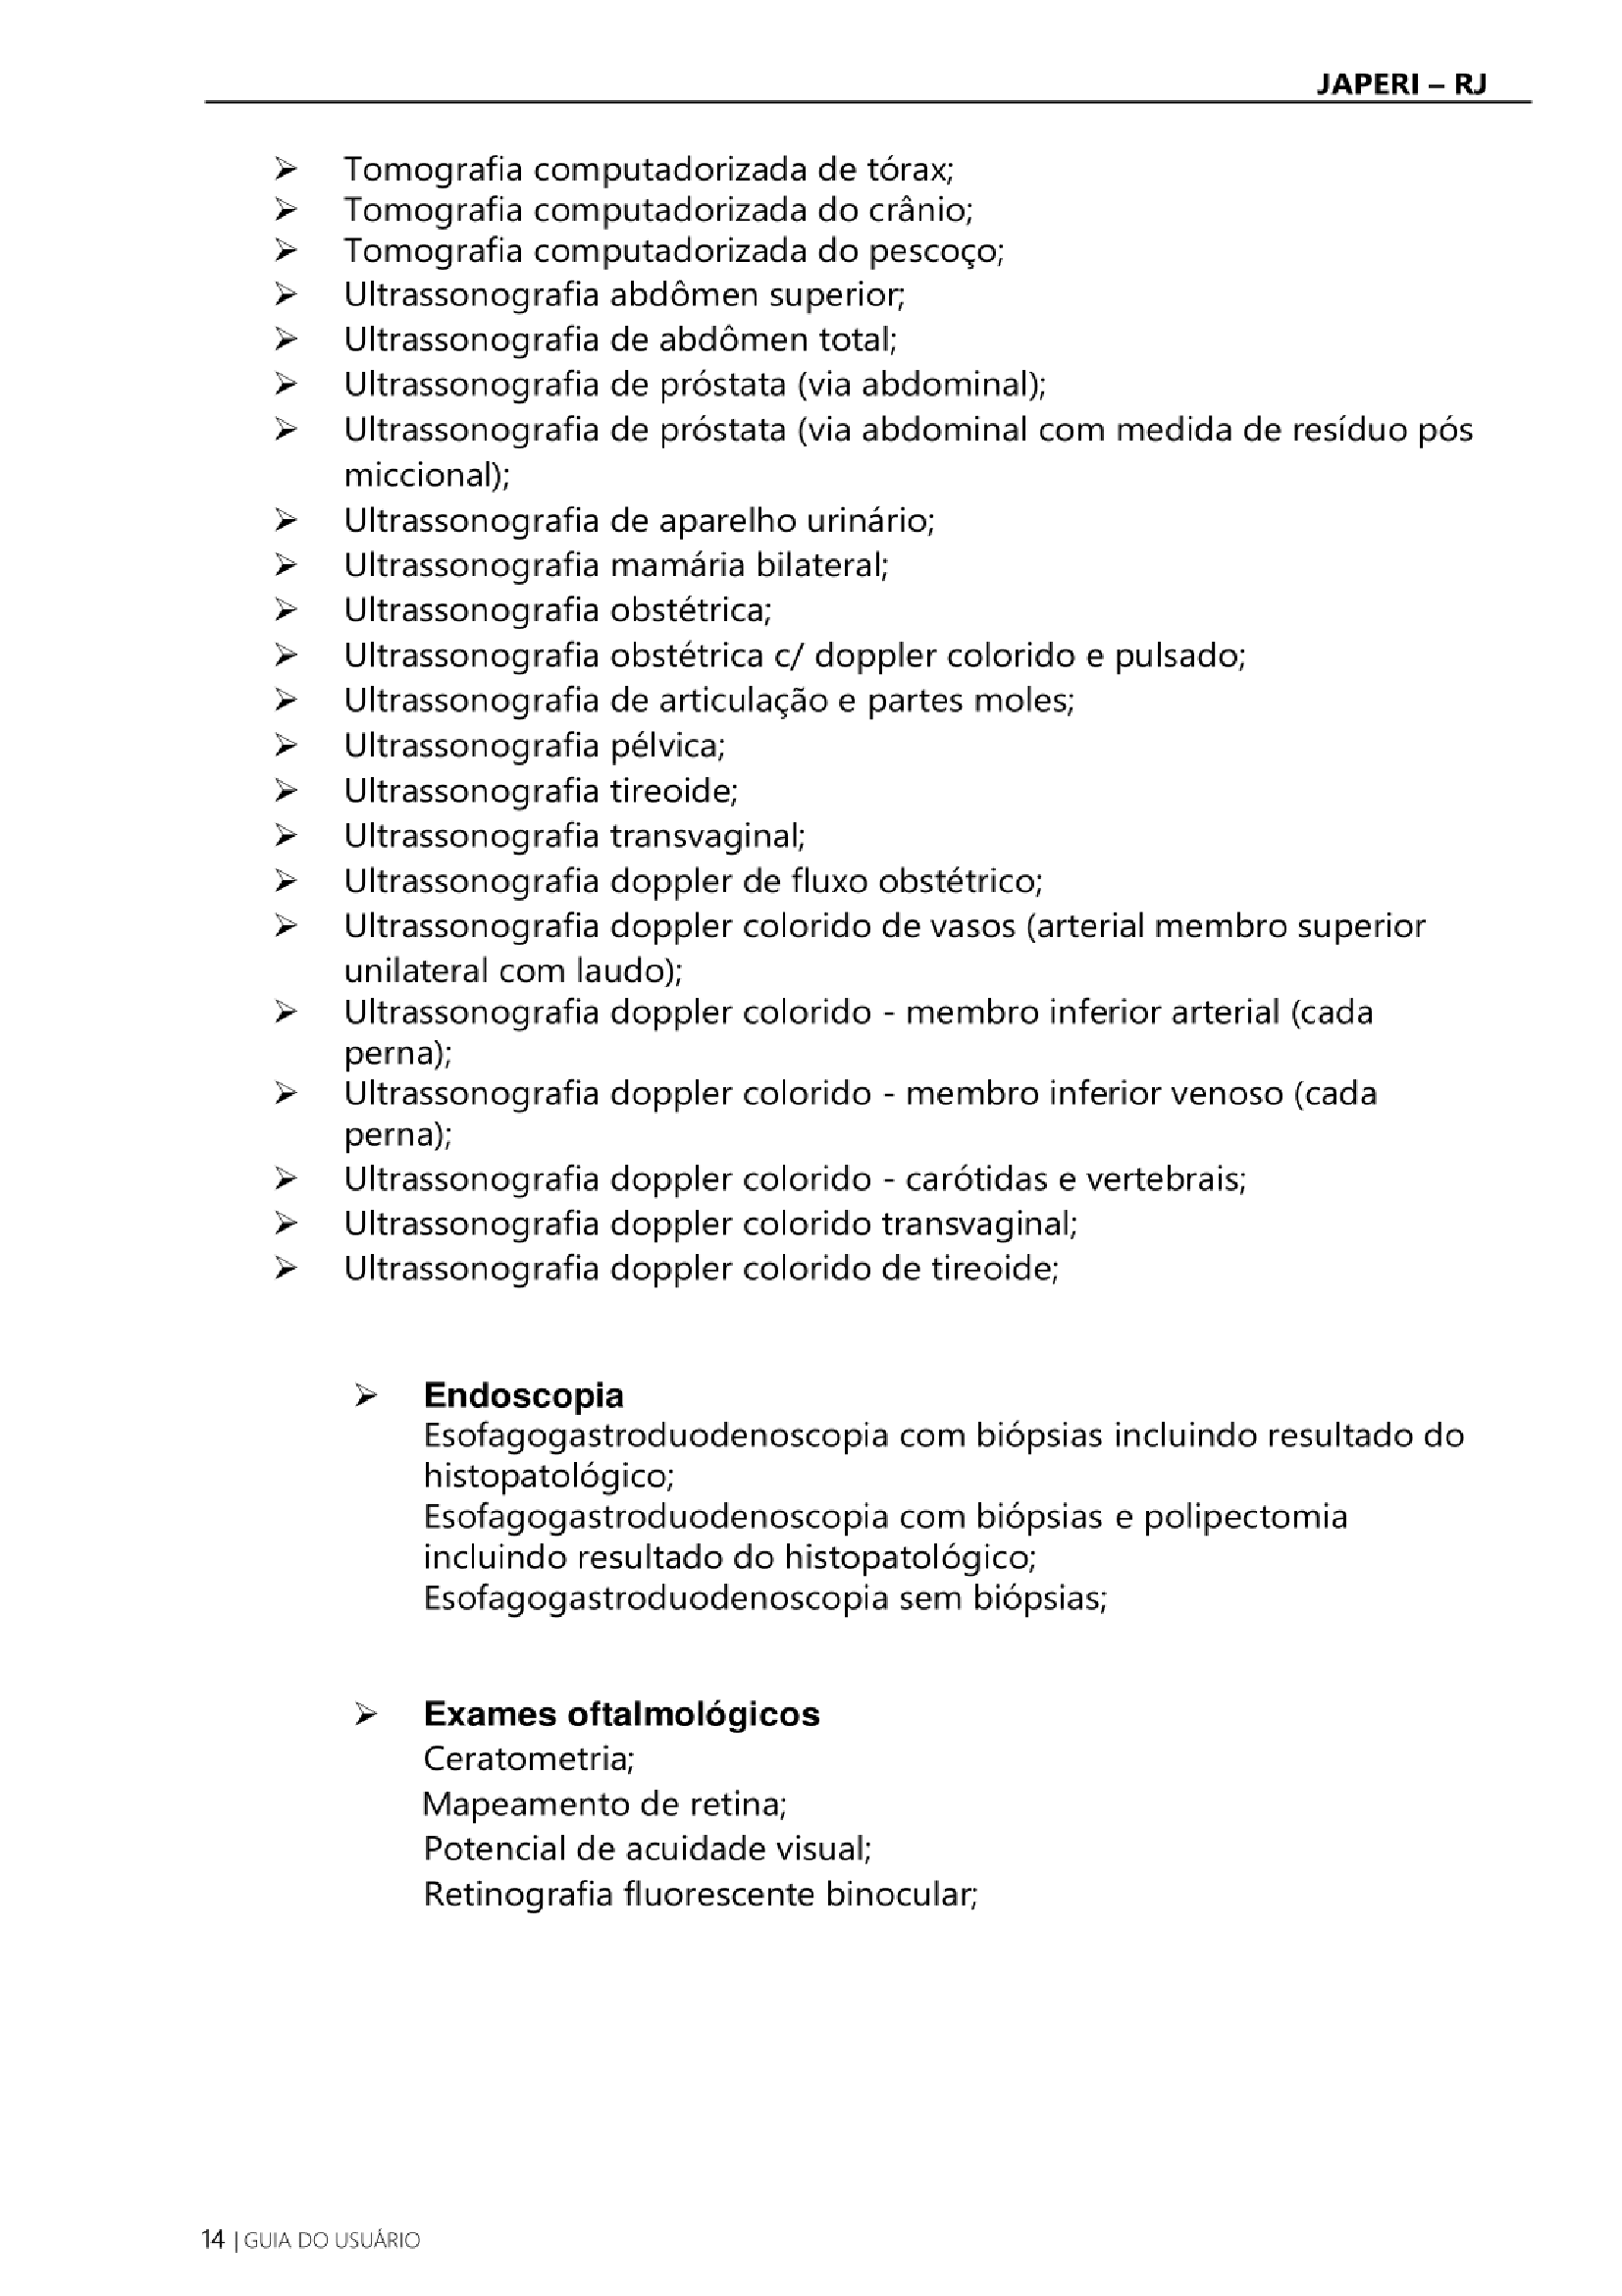 JAPERI – RJ
➢ Tomografia computadorizada de tórax;
➢ Tomografia computadorizada do crânio;
➢ Tomografia computadorizada do pescoço;
➢ Ultrassonografia abdômen superior;
➢ Ultrassonografia de abdômen total;
➢ Ultrassonografia de próstata (via abdominal);
➢ Ultrassonografia de próstata (via abdominal com medida de resíduo pós
miccional);
➢ Ultrassonografia de aparelho urinário;
➢ Ultrassonografia mamária bilateral;
➢ Ultrassonografia obstétrica;
➢ Ultrassonografia obstétrica c/ doppler colorido e pulsado;
➢ Ultrassonografia de articulação e partes moles;
➢ Ultrassonografia pélvica;
➢ Ultrassonografia tireoide;
➢ Ultrassonografia transvaginal;
➢ Ultrassonografia doppler de fluxo obstétrico;
➢ Ultrassonografia doppler colorido de vasos (arterial membro superior
unilateral com laudo);
➢ Ultrassonografia doppler colorido - membro inferior arterial (cada
perna);
➢ Ultrassonografia doppler colorido - membro inferior venoso (cada
perna);
➢ Ultrassonografia doppler colorido - carótidas e vertebrais;
➢ Ultrassonografia doppler colorido transvaginal;
➢ Ultrassonografia doppler colorido de tireoide;
➢ Endoscopia
Esofagogastroduodenoscopia com biópsias incluindo resultado do
histopatológico;
Esofagogastroduodenoscopia com biópsias e polipectomia
incluindo resultado do histopatológico;
Esofagogastroduodenoscopia sem biópsias;
➢ Exames oftalmológicos
Ceratometria;
Mapeamento de retina;
Potencial de acuidade visual;
Retinografia fluorescente binocular;
14 | GUIA DO USUÁRIO